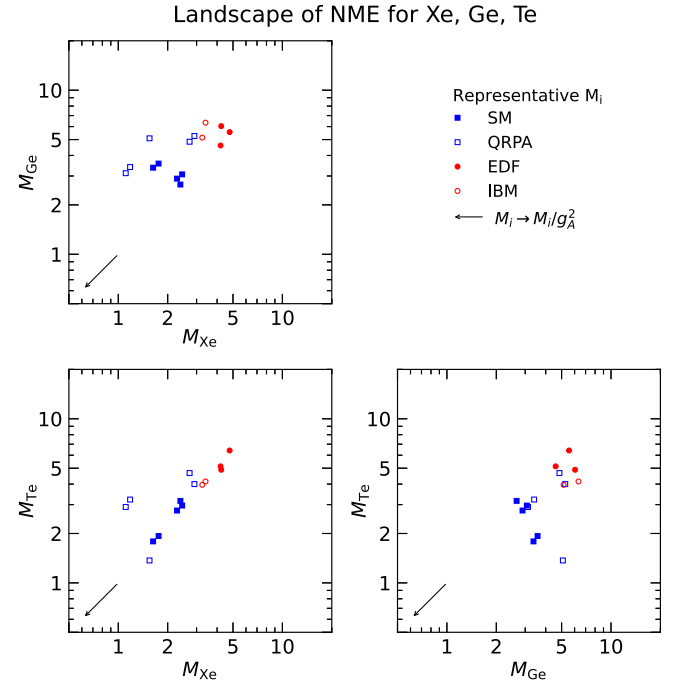 Landscape of NME for Xe, Ge, Te
10
5
2
1
M_Ge
1 2 5 10
M_Xe
Representative M_i
SM
QRPA
EDF
IBM
M_i → M_i/g_A^2
10
5
2
1
M_Te
1 2 5 10
M_Xe
10
5
2
1
M_Te
1 2 5 10
M_Ge